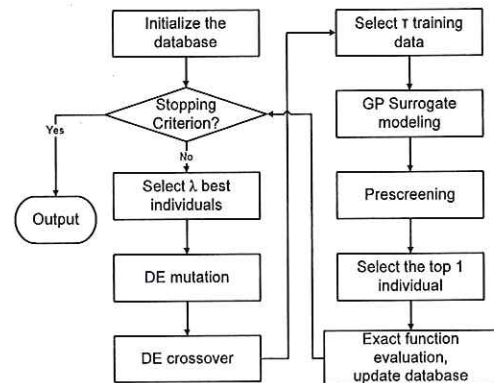 Initialize the
database
Stopping
Criterion?
Yes
No
Output
Select λ best
individuals
DE mutation
DE crossover
Select τ training
data
GP Surrogate
modeling
Prescreening
Select the top 1
individual
Exact function
evaluation,
update database